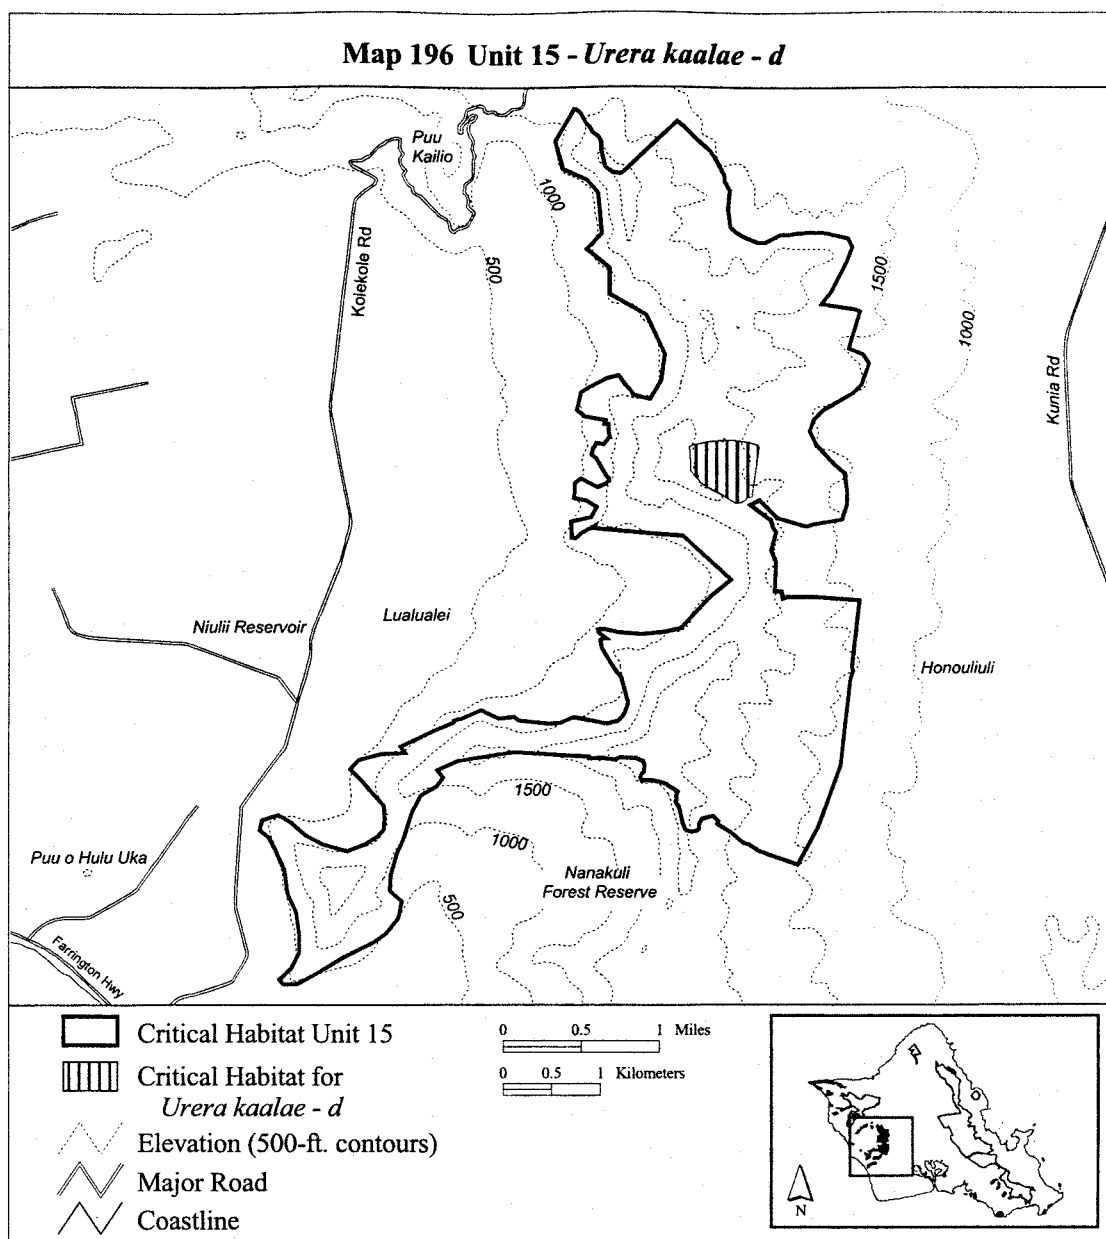 Map 196 Unit 15 - Urera kaalae - d
Puu
Kailio
1000
500
Kolekole Rd
1500
1000
Kunia Rd
Niulii Reservoir
Lualualei
Honouliuli
1500
1000
Puu o Hulu Uka
Nanakuli
Forest Reserve
500
Farrington Hwy
Critical Habitat Unit 15
Critical Habitat for
Urera kaalae - d
Elevation (500-ft. contours)
Major Road
Coastline
0 0.5 1 Miles
0 0.5 1 Kilometers
N